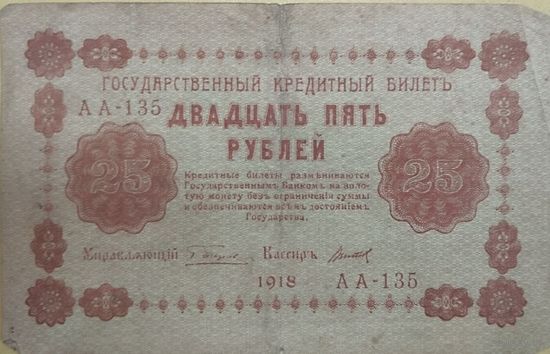 ГОСУДАРСТВЕННЫЙ КРЕДИТНЫЙ БИЛЕТЪ
АА-135
ДВАДЦАТЬ ПЯТЬ
РУБЛЕЙ
25
25
Кредитные билеты размѣниваются
Государственнымъ Банкомъ на золо-
тую монету безъ ограниченія суммы
и обезпечиваются всѣмъ достояніемъ
Государства.
Управляющій
Кассиръ
1918
АА-135